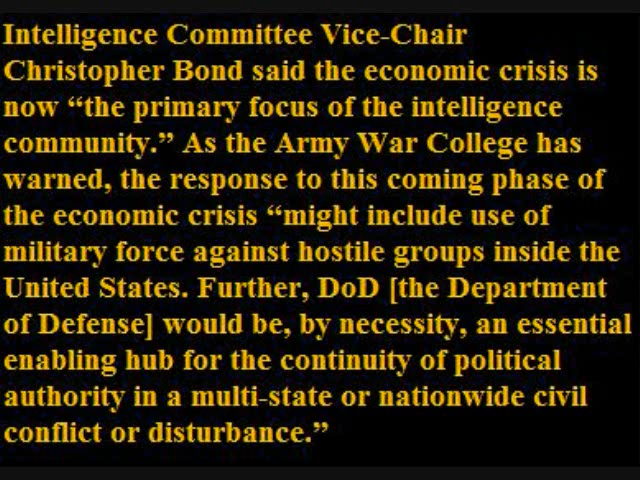 Intelligence Committee Vice-Chair
Christopher Bond said the economic crisis is
now “the primary focus of the intelligence
community.” As the Army War College has
warned, the response to this coming phase of
the economic crisis “might include use of
military force against hostile groups inside the
United States. Further, DoD [the Department
of Defense] would be, by necessity, an essential
enabling hub for the continuity of political
authority in a multi-state or nationwide civil
conflict or disturbance.”